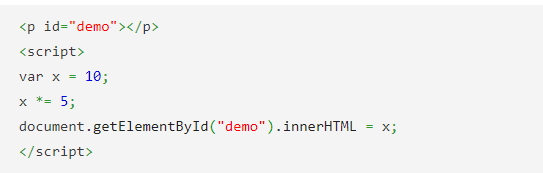 <p id="demo"></p>
<script>
var x = 10;
x *= 5;
document.getElementById("demo").innerHTML = x;
</script>